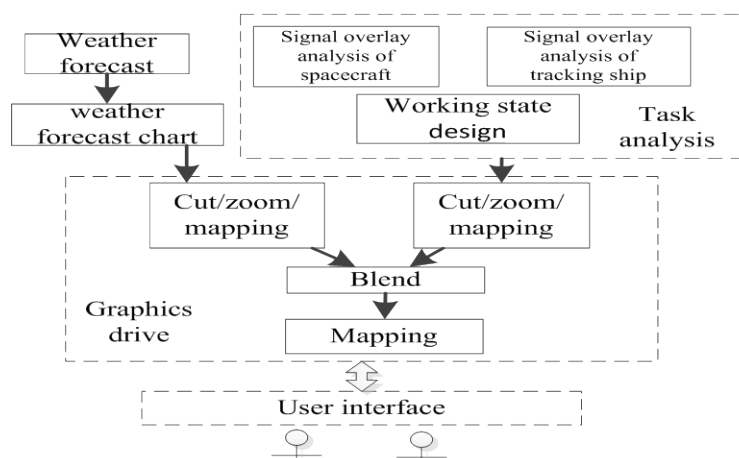 Weather
forecast
weather
forecast chart
Signal overlay
analysis of
spacecraft
Signal overlay
analysis of
tracking ship
Working state
design
Task
analysis
Cut/zoom/
mapping
Cut/zoom/
mapping
Blend
Graphics
drive
Mapping
User interface